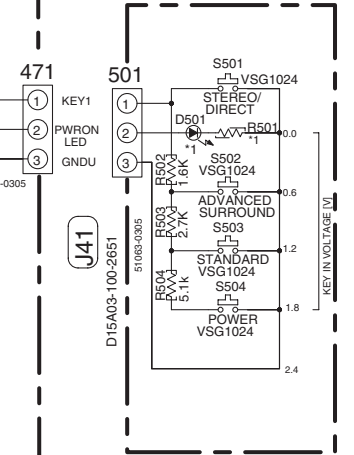 471
1 KEY1
2 PWRON
LED
3 GNDU
-0305
J41
D15A03-100-2651
51063-0305
501
1
2
3
S501
VSG1024
STEREO/
DIRECT
D501
*1
R501
*1
0.0
R502
1.6K
S502
VSG1024
ADVANCED
SURROUND
0.6
R503
2.7K
S503
STANDARD
VSG1024
1.2
R504
5.1k
S504
POWER
VSG1024
1.8
2.4
KEY IN VOLTAGE [V]